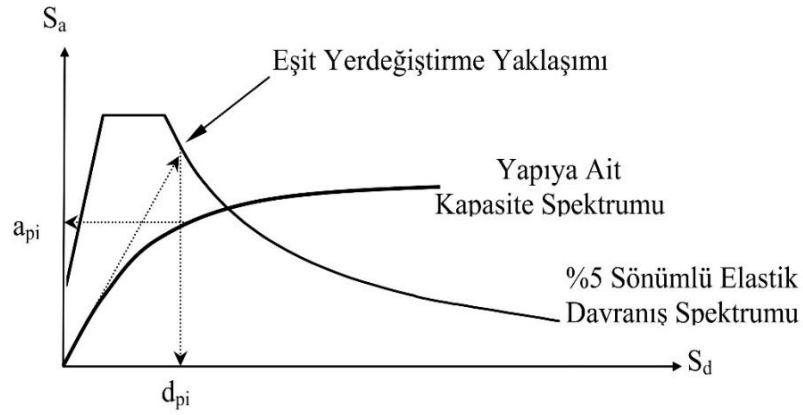 Sa
Eşit Yerdeğiştirme Yaklaşımı
Yapıya Ait
Kapasite Spektrumu
api
%5 Sönümlü Elastik
Davranış Spektrumu
Sd
dpi